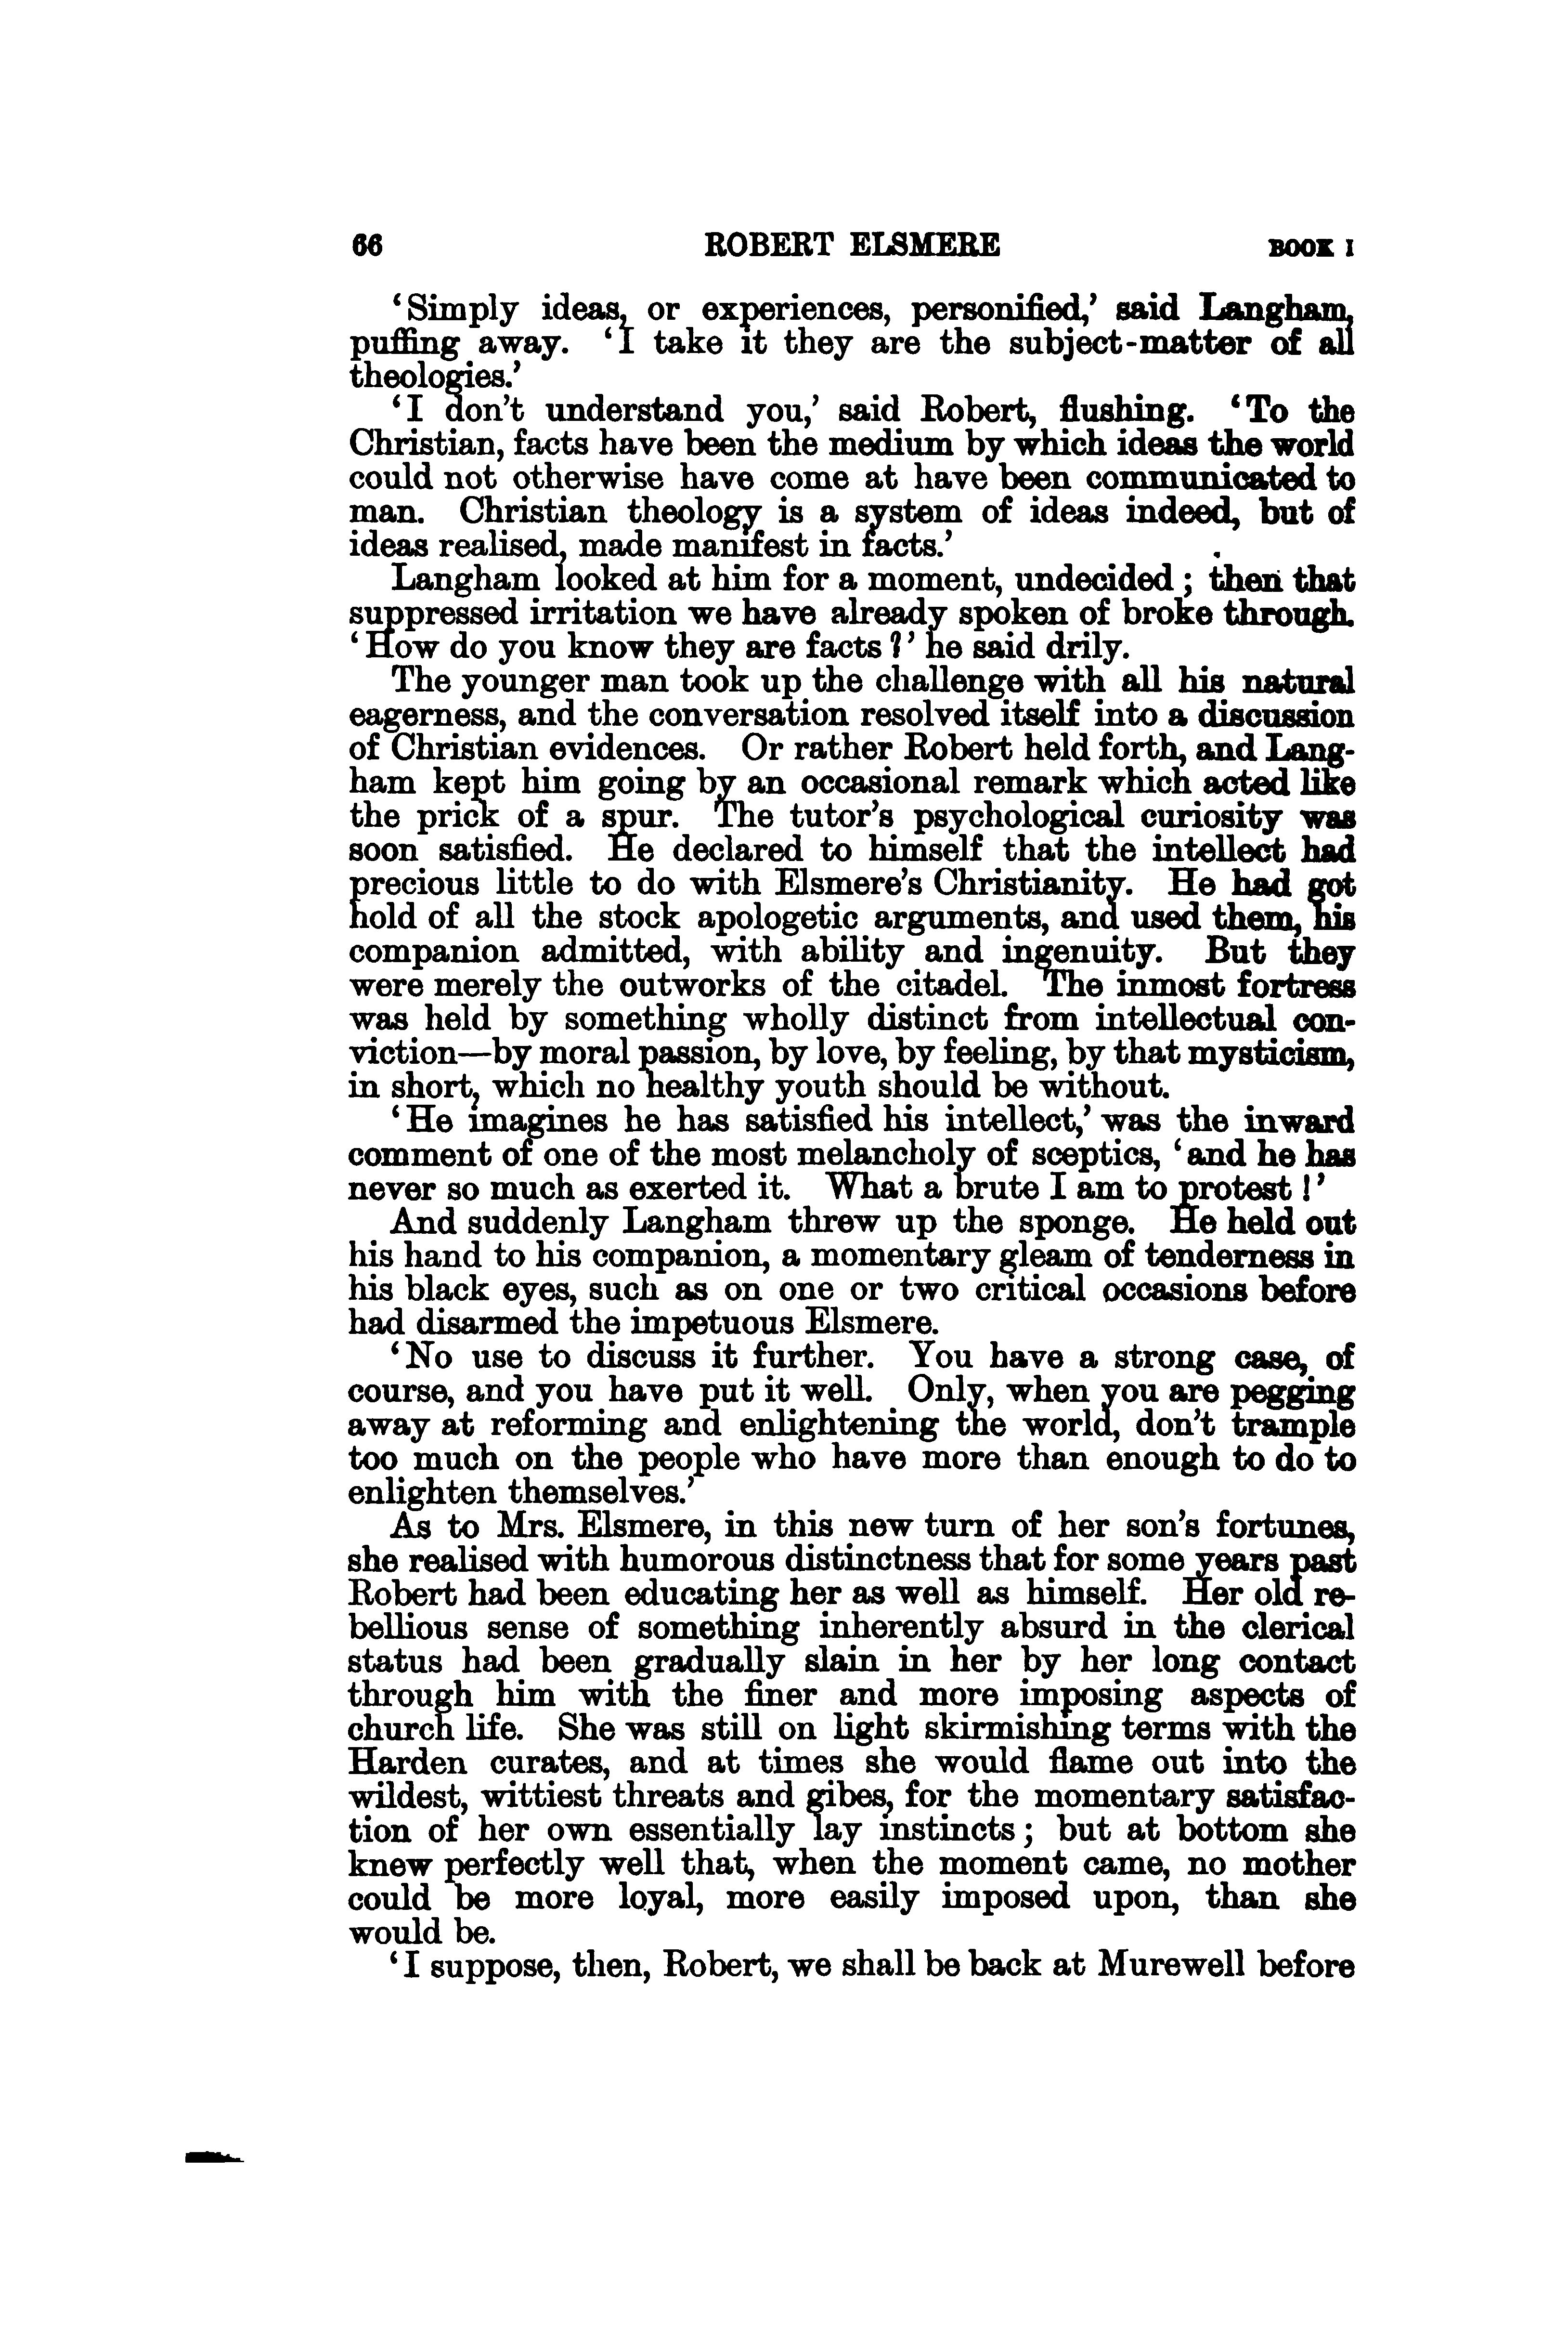 66 ROBERT ELSMERE BOOK I
‘Simply ideas, or experiences, personified,’ said Langham,
puffing away. ‘I take it they are the subject-matter of all
theologies.’
‘I don’t understand you,’ said Robert, flushing. ‘To the
Christian, facts have been the medium by which ideas the world
could not otherwise have come at have been communicated to
man. Christian theology is a system of ideas indeed, but of
ideas realised, made manifest in facts.’
Langham looked at him for a moment, undecided; then that
suppressed irritation we have already spoken of broke through.
‘How do you know they are facts?’ he said drily.
The younger man took up the challenge with all his natural
eagerness, and the conversation resolved itself into a discussion
of Christian evidences. Or rather Robert held forth, and Lang-
ham kept him going by an occasional remark which acted like
the prick of a spur. The tutor’s psychological curiosity was
soon satisfied. He declared to himself that the intellect had
precious little to do with Elsmere’s Christianity. He had got
hold of all the stock apologetic arguments, and used them, his
companion admitted, with ability and ingenuity. But they
were merely the outworks of the citadel. The inmost fortress
was held by something wholly distinct from intellectual con-
viction—by moral passion, by love, by feeling, by that mysticism,
in short, which no healthy youth should be without.
‘He imagines he has satisfied his intellect,’ was the inward
comment of one of the most melancholy of sceptics, ‘and he has
never so much as exerted it. What a brute I am to protest!’
And suddenly Langham threw up the sponge. He held out
his hand to his companion, a momentary gleam of tenderness in
his black eyes, such as on one or two critical occasions before
had disarmed the impetuous Elsmere.
‘No use to discuss it further. You have a strong case, of
course, and you have put it well. Only, when you are pegging
away at reforming and enlightening the world, don’t trample
too much on the people who have more than enough to do to
enlighten themselves.’
As to Mrs. Elsmere, in this new turn of her son’s fortunes,
she realised with humorous distinctness that for some years past
Robert had been educating her as well as himself. Her old re-
bellious sense of something inherently absurd in the clerical
status had been gradually slain in her by her long contact
through him with the finer and more imposing aspects of
church life. She was still on light skirmishing terms with the
Harden curates, and at times she would flame out into the
wildest, wittiest threats and gibes, for the momentary satisfac-
tion of her own essentially lay instincts; but at bottom she
knew perfectly well that, when the moment came, no mother
could be more loyal, more easily imposed upon, than she
would be.
‘I suppose, then, Robert, we shall be back at Murewell before